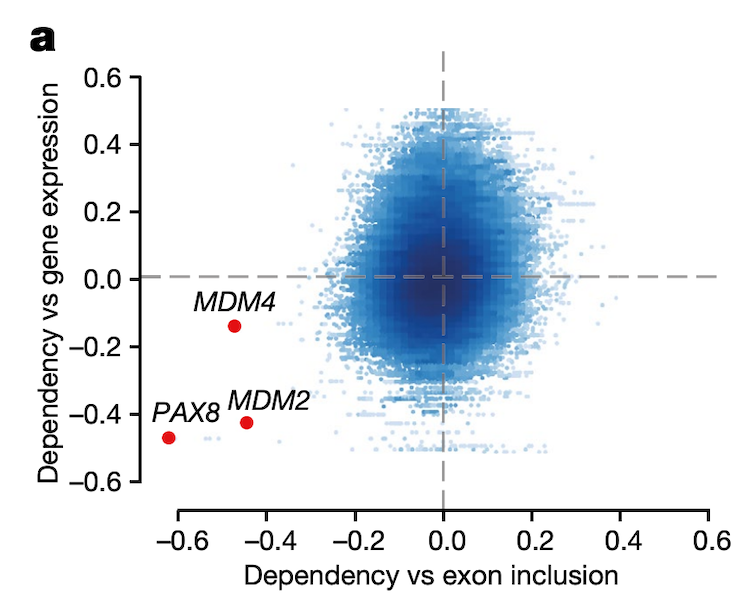 a
Dependency vs gene expression
0.6
0.4
0.2
0.0
−0.2
−0.4
−0.6
MDM4
PAX8
MDM2
−0.6
−0.4
−0.2
0.0
0.2
0.4
0.6
Dependency vs exon inclusion